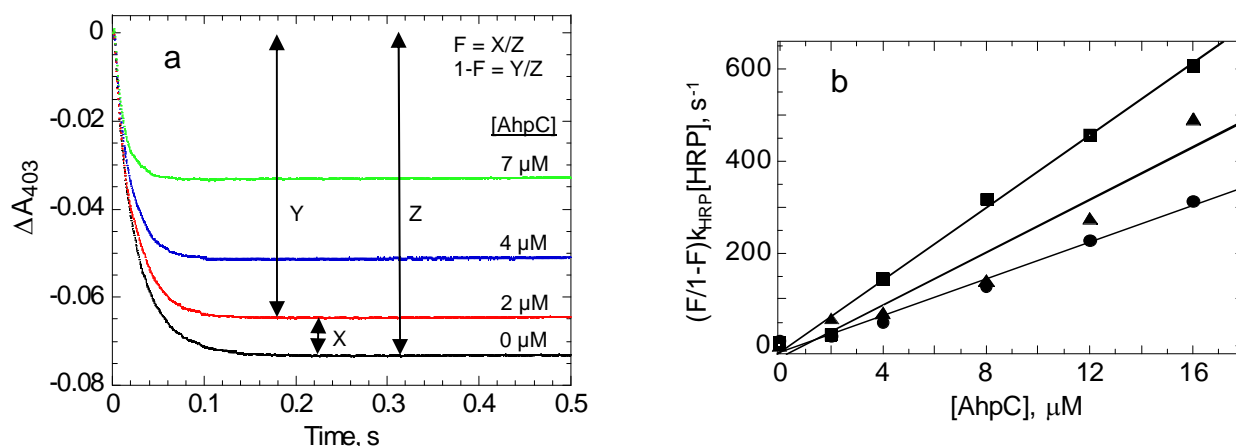 a
F = X/Z
1-F = Y/Z
[AhpC]
7 µM
4 µM
2 µM
0 µM
Y
Z
X
0
-0.02
-0.04
-0.06
-0.08
ΔA403
0 0.1 0.2 0.3 0.4 0.5
Time, s
b
600
400
200
0
(F/1-F)kHRP[HRP], s-1
0 4 8 12 16
[AhpC], µM